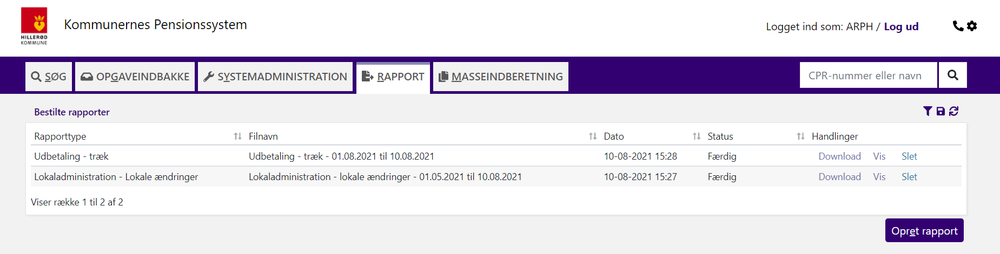 HILLERØD
KOMMUNE
Kommunernes Pensionssystem
Logget ind som: ARPH / Log ud
SØG OPGAVEINDBAKKE SYSTEMADMINISTRATION RAPPORT MASSEINDBERETNING CPR-nummer eller navn
Bestilte rapporter
Rapporttype Filnavn Dato Status Handlinger
Udbetaling - træk Udbetaling - træk - 01.08.2021 til 10.08.2021 10-08-2021 15:28 Færdig Download Vis Slet
Lokaladministration - Lokale ændringer Lokaladministration - lokale ændringer - 01.05.2021 til 10.08.2021 10-08-2021 15:27 Færdig Download Vis Slet
Viser række 1 til 2 af 2
Opret rapport